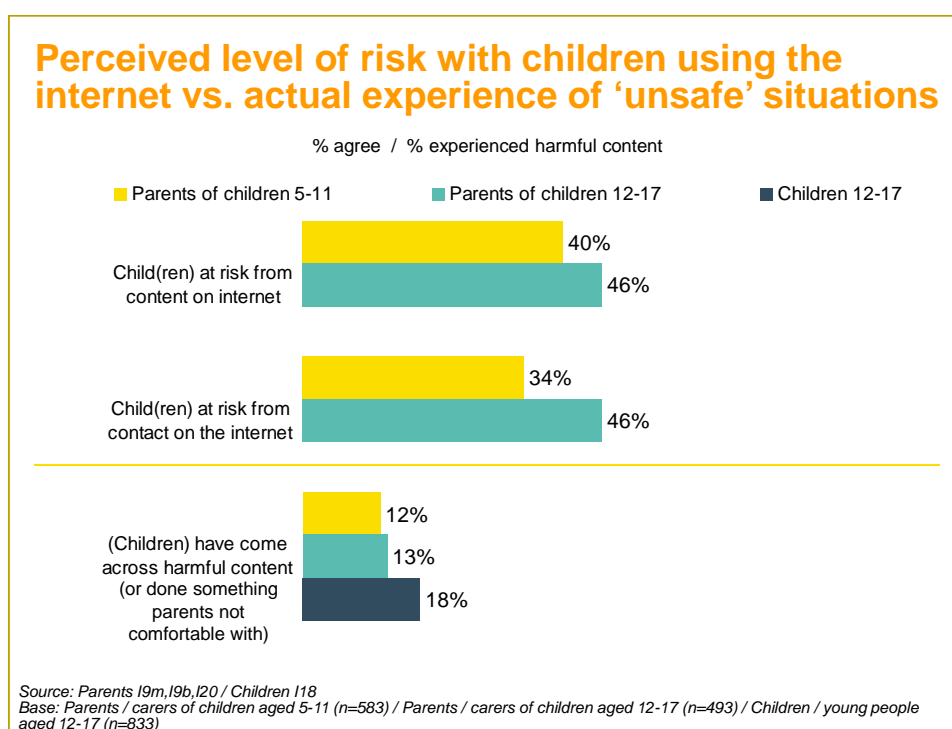 Perceived level of risk with children using the
internet vs. actual experience of ‘unsafe’ situations
% agree / % experienced harmful content
Parents of children 5-11
Parents of children 12-17
Children 12-17
Child(ren) at risk from
content on internet
40%
46%
Child(ren) at risk from
contact on the internet
34%
46%
(Children) have come
across harmful content
(or done something
parents not
comfortable with)
12%
13%
18%
Source: Parents I9m,I9b,I20 / Children I18
Base: Parents / carers of children aged 5-11 (n=583) / Parents / carers of children aged 12-17 (n=493) / Children / young people
aged 12-17 (n=833)